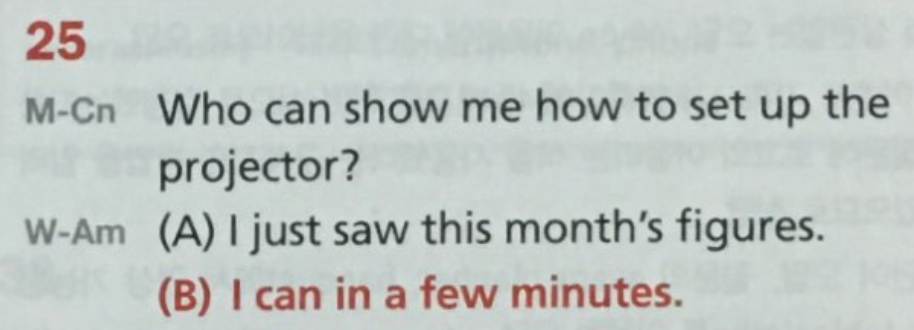 25
M-Cn Who can show me how to set up the
projector?
W-Am (A) I just saw this month's figures.
(B) I can in a few minutes.